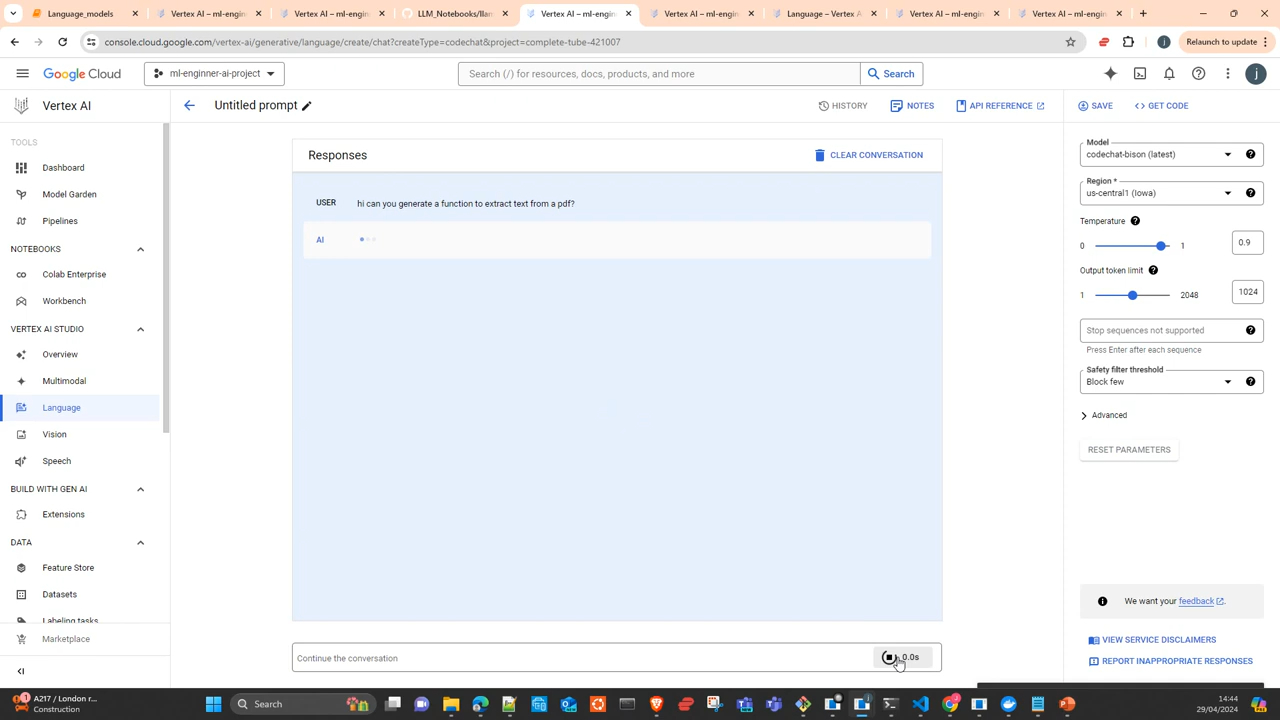 Language_models
Vertex AI – ml-engin
Vertex AI – ml-engin
LLM_Notebooks/llan
Vertex AI – ml-engin
Vertex AI – ml-engin
Language – Vertex A
Vertex AI – ml-engin
Vertex AI – ml-engin
console.cloud.google.com/vertex-ai/generative/language/create/chat?createType=codechat&project=complete-tube-421007
j
Relaunch to update
Google Cloud
ml-enginner-ai-project
Search (/) for resources, docs, products, and more
Search
j
Vertex AI
Untitled prompt
HISTORY
NOTES
API REFERENCE
SAVE
<> GET CODE
TOOLS
Dashboard
Model Garden
Pipelines
NOTEBOOKS
Colab Enterprise
Workbench
VERTEX AI STUDIO
Overview
Multimodal
Language
Vision
Speech
BUILD WITH GEN AI
Extensions
DATA
Feature Store
Datasets
Labeling tasks
Marketplace
Responses
CLEAR CONVERSATION
USER
hi can you generate a function to extract text from a pdf?
AI
Continue the conversation
0.0s
Model
codechat-bison (latest)
Region *
us-central1 (Iowa)
Temperature
0
1
0.9
Output token limit
1
2048
1024
Stop sequences not supported
Press Enter after each sequence
Safety filter threshold
Block few
Advanced
RESET PARAMETERS
We want your feedback.
VIEW SERVICE DISCLAIMERS
REPORT INAPPROPRIATE RESPONSES
A217 / London r...
Construction
Search
14:44
29/04/2024